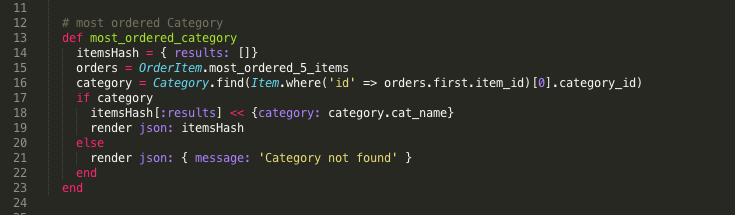 11
12 # most ordered Category
13 def most_ordered_category
14 itemsHash = { results: []}
15 orders = OrderItem.most_ordered_5_items
16 category = Category.find(Item.where('id' => orders.first.item_id)[0].category_id)
17 if category
18 itemsHash[:results] << {category: category.cat_name}
19 render json: itemsHash
20 else
21 render json: { message: 'Category not found' }
22 end
23 end
24